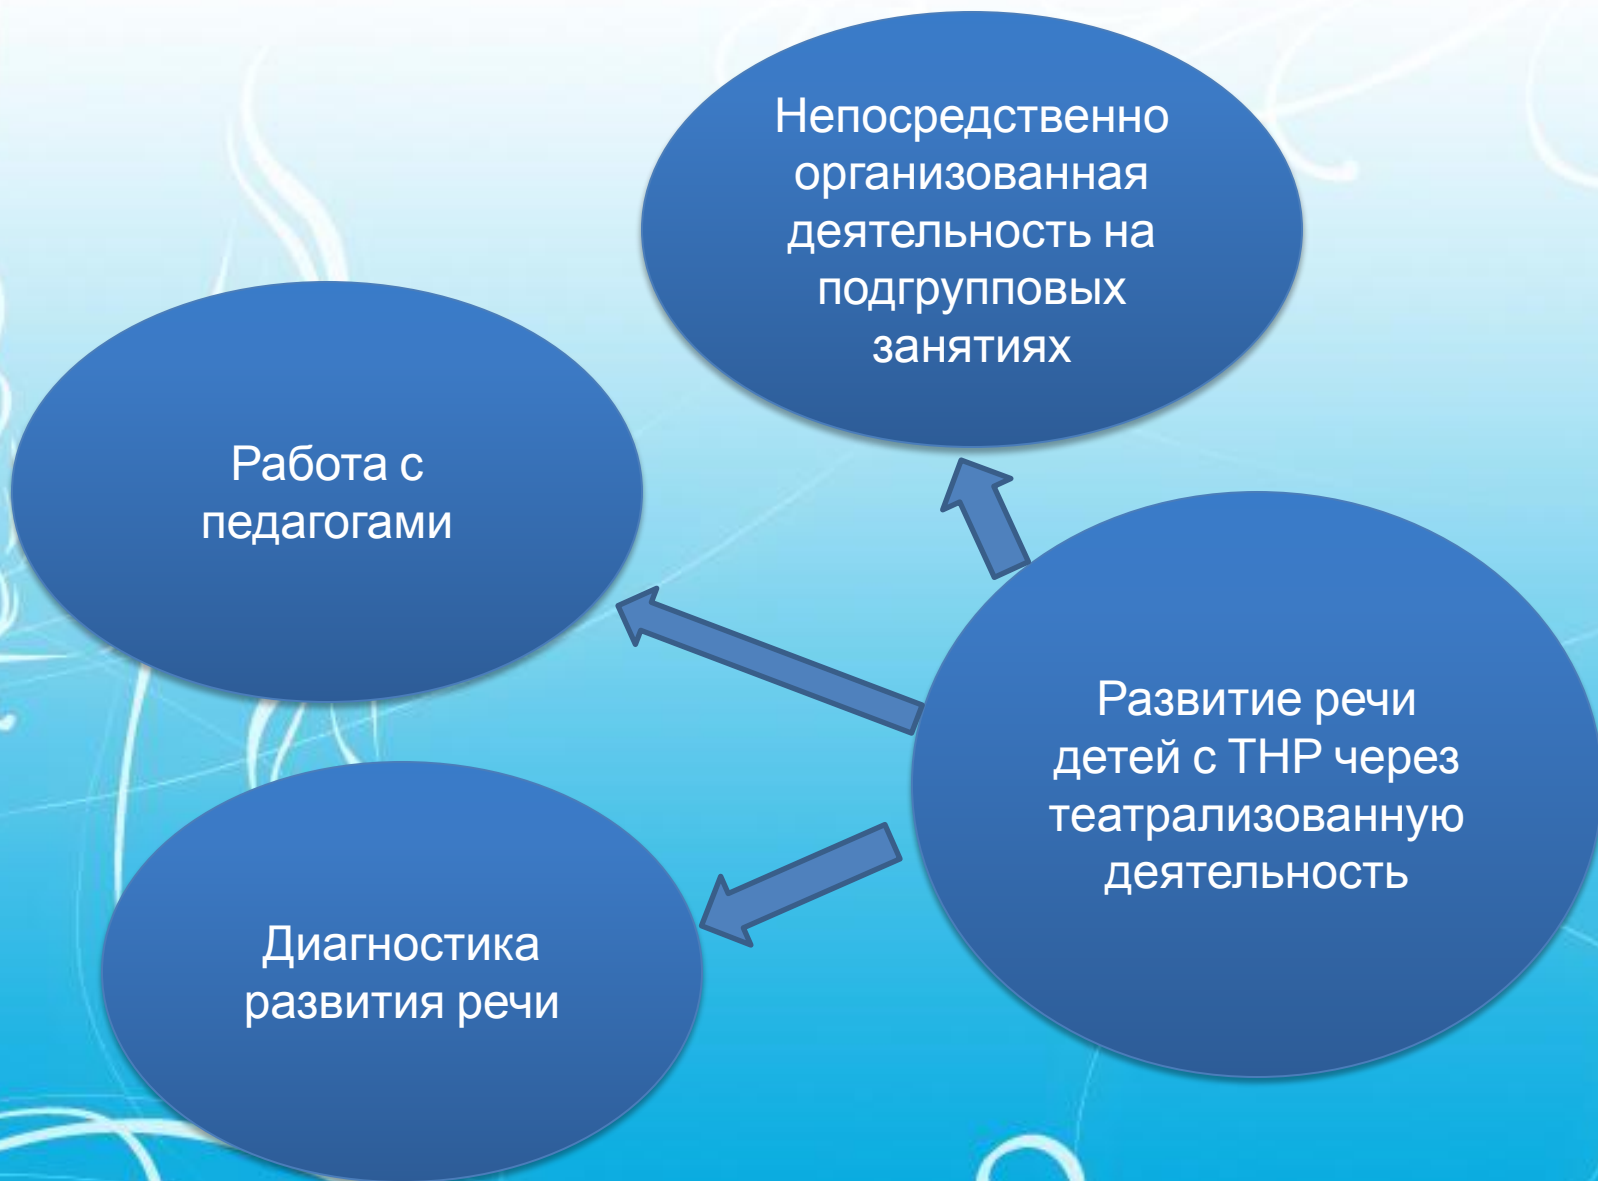 Непосредственно
организованная
деятельность на
подгрупповых
занятиях
Работа с
педагогами
Развитие речи
детей с ТНР через
театрализованную
деятельность
Диагностика
развития речи